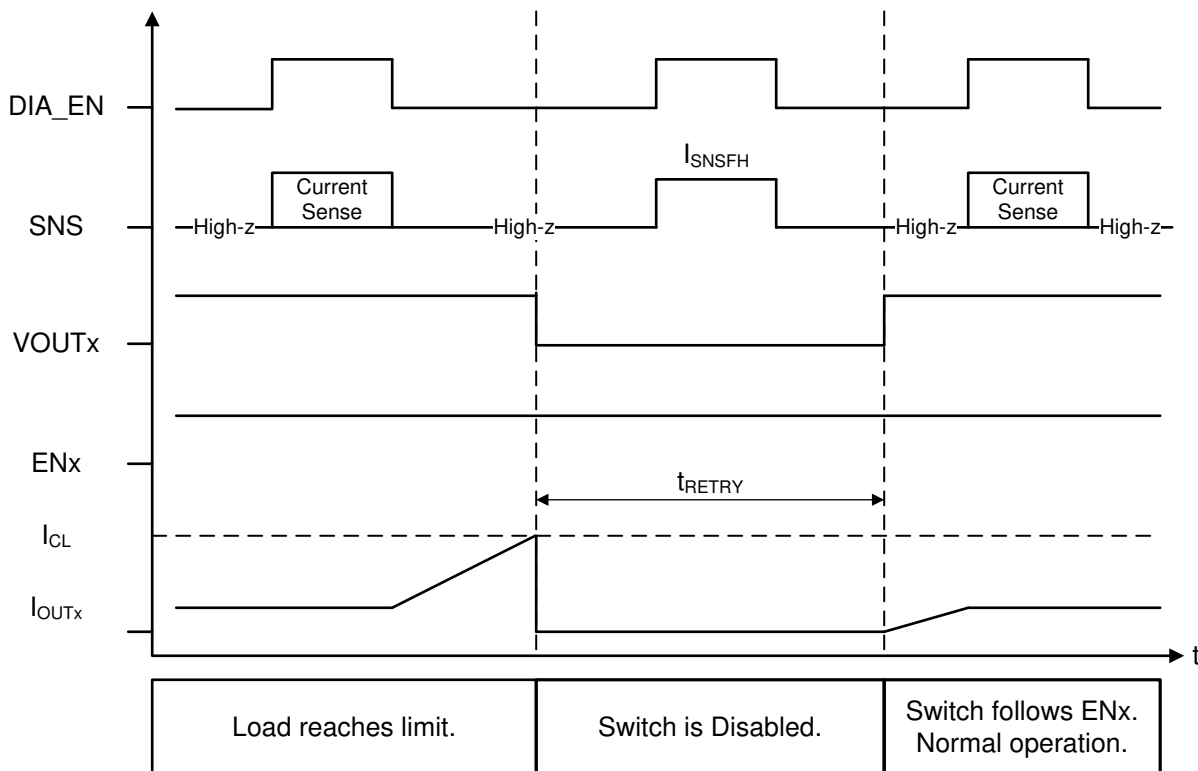 DIA_EN
I_SNSFH
SNS
High-z
Current
Sense
High-z
High-z
Current
Sense
High-z
VOUTx
ENx
t_RETRY
I_CL
I_OUTx
t
Load reaches limit.
Switch is Disabled.
Switch follows ENx.
Normal operation.